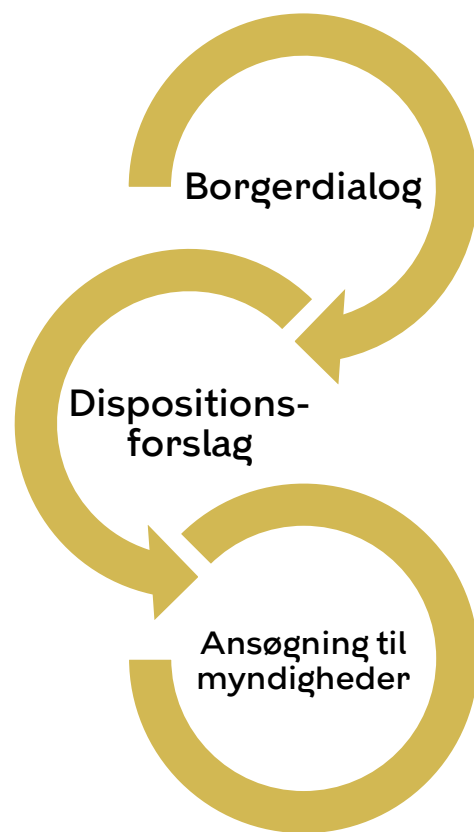 Borgerdialog
Dispositions-
forslag
Ansøgning til
myndigheder